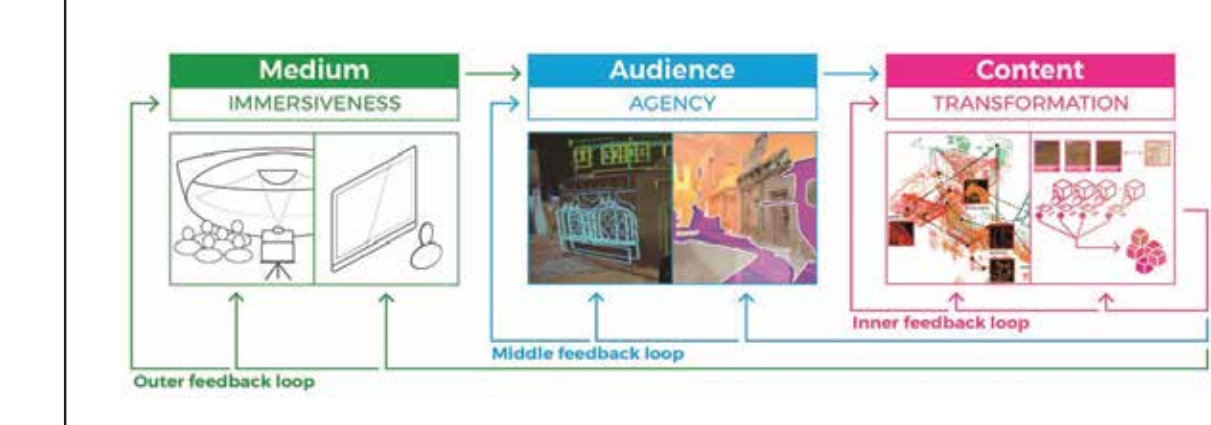 Medium
IMMERSIVENESS
Audience
AGENCY
Content
TRANSFORMATION
Inner feedback loop
Middle feedback loop
Outer feedback loop